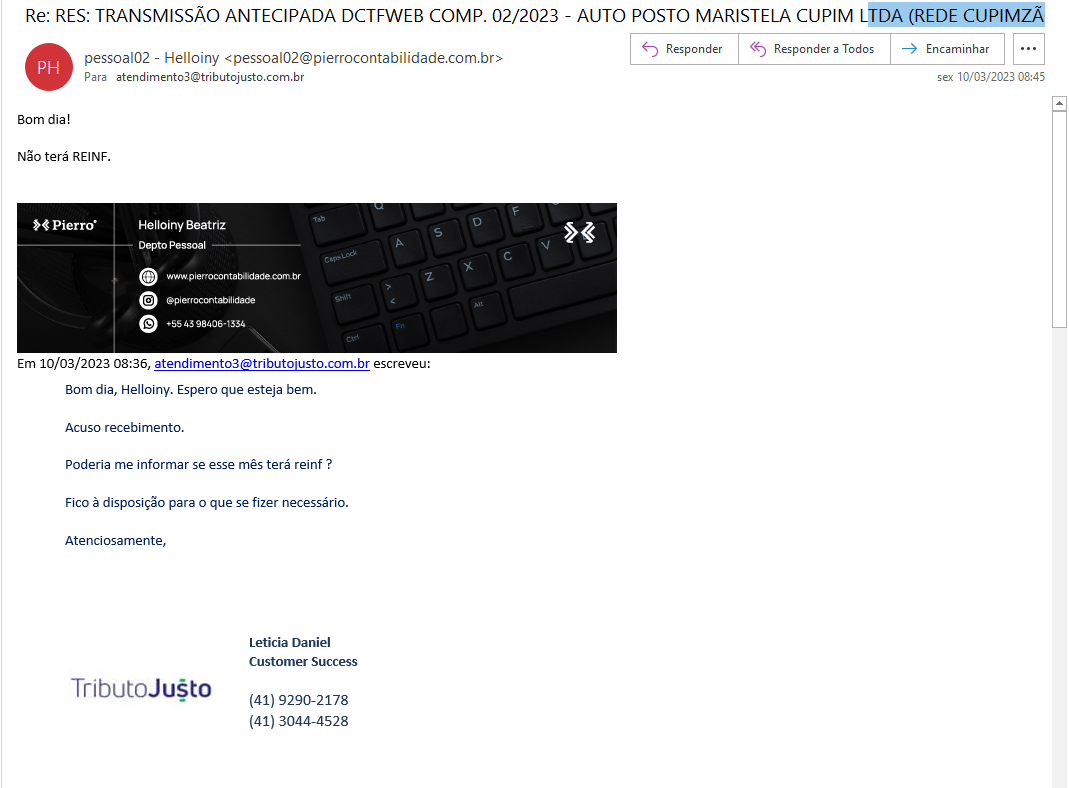 Re: RES: TRANSMISSÃO ANTECIPADA DCTFWEB COMP. 02/2023 - AUTO POSTO MARISTELA CUPIM LTDA (REDE CUPIMZÃ
PH
pessoal02 - Helloiny <pessoal02@pierrocontabilidade.com.br>
Para atendimento3@tributojusto.com.br
Responder
Responder a Todos
Encaminhar
sex 10/03/2023 08:45
Bom dia!
Não terá REINF.
Pierro
Helloiny Beatriz
Depto Pessoal
www.pierrocontabilidade.com.br
@pierrocontabilidade
+55 43 98406-1334
Tab
Q
F
Caps Lock
A
S
D
Shift
>
<
Z
X
C
V
Ctrl
Fn
Alt
Em 10/03/2023 08:36, atendimento3@tributojusto.com.br escreveu:
Bom dia, Helloiny. Espero que esteja bem.
Acuso recebimento.
Poderia me informar se esse mês terá reinf ?
Fico à disposição para o que se fizer necessário.
Atenciosamente,
TributoJusto
Leticia Daniel
Customer Success
(41) 9290-2178
(41) 3044-4528